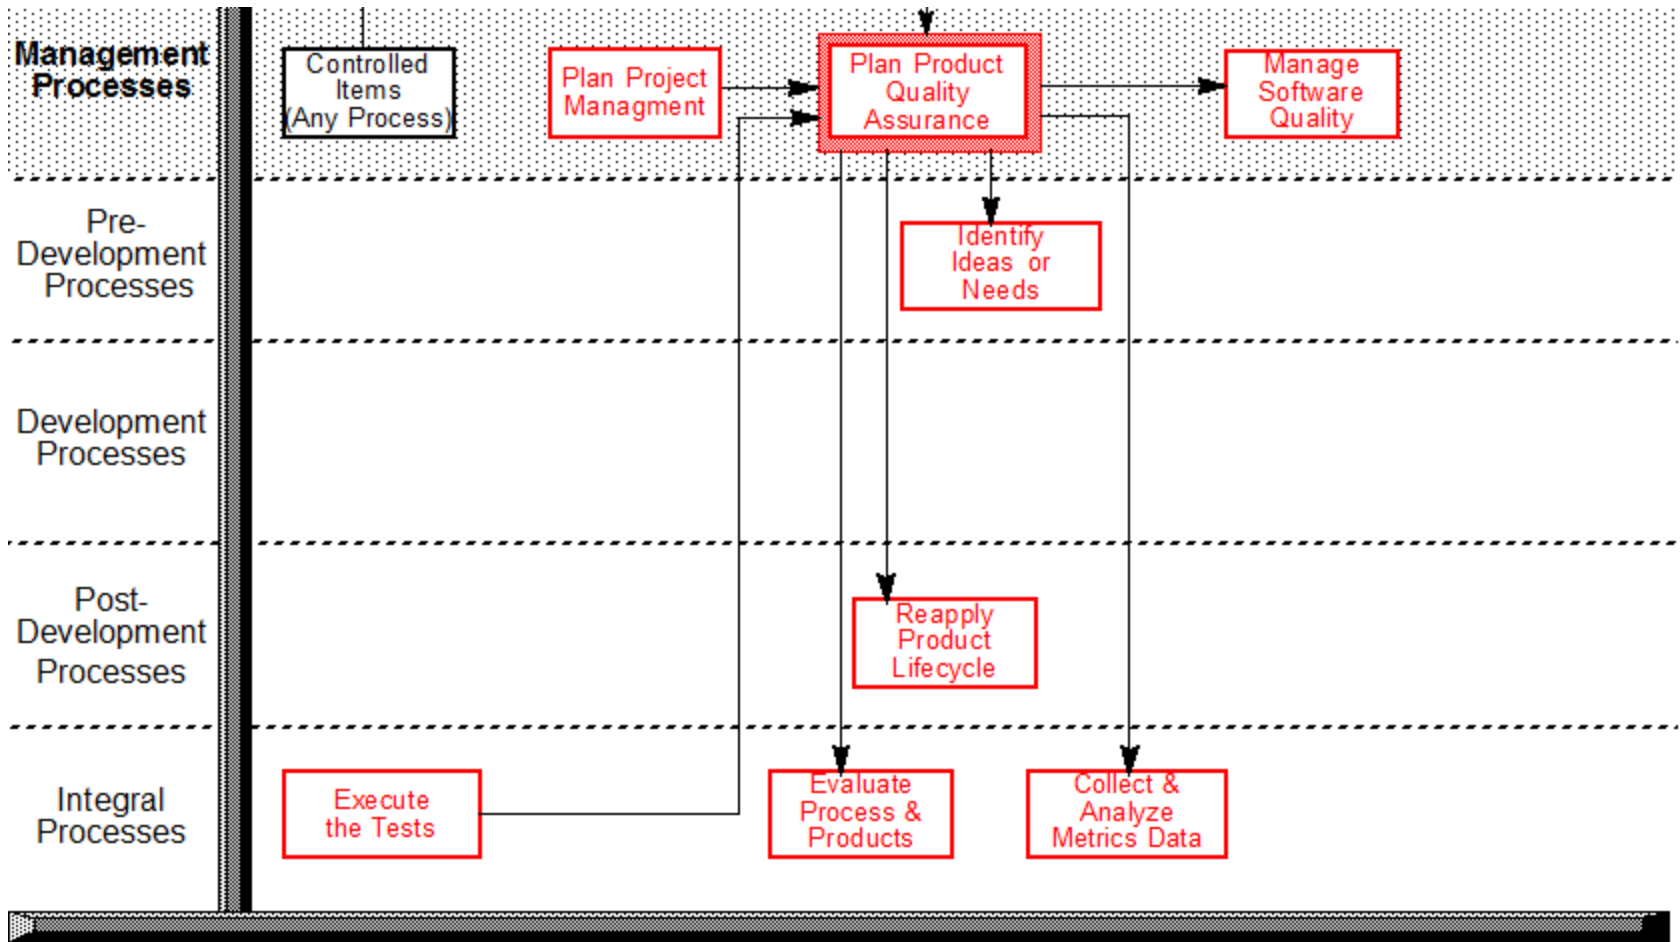 Management
Processes
Controlled
Items
(Any Process)
Plan Project
Managment
Plan Product
Quality
Assurance
Manage
Software
Quality
Pre-
Development
Processes
Identify
Ideas or
Needs
Development
Processes
Post-
Development
Processes
Reapply
Product
Lifecycle
Integral
Processes
Execute
the Tests
Evaluate
Process &
Products
Collect &
Analyze
Metrics Data